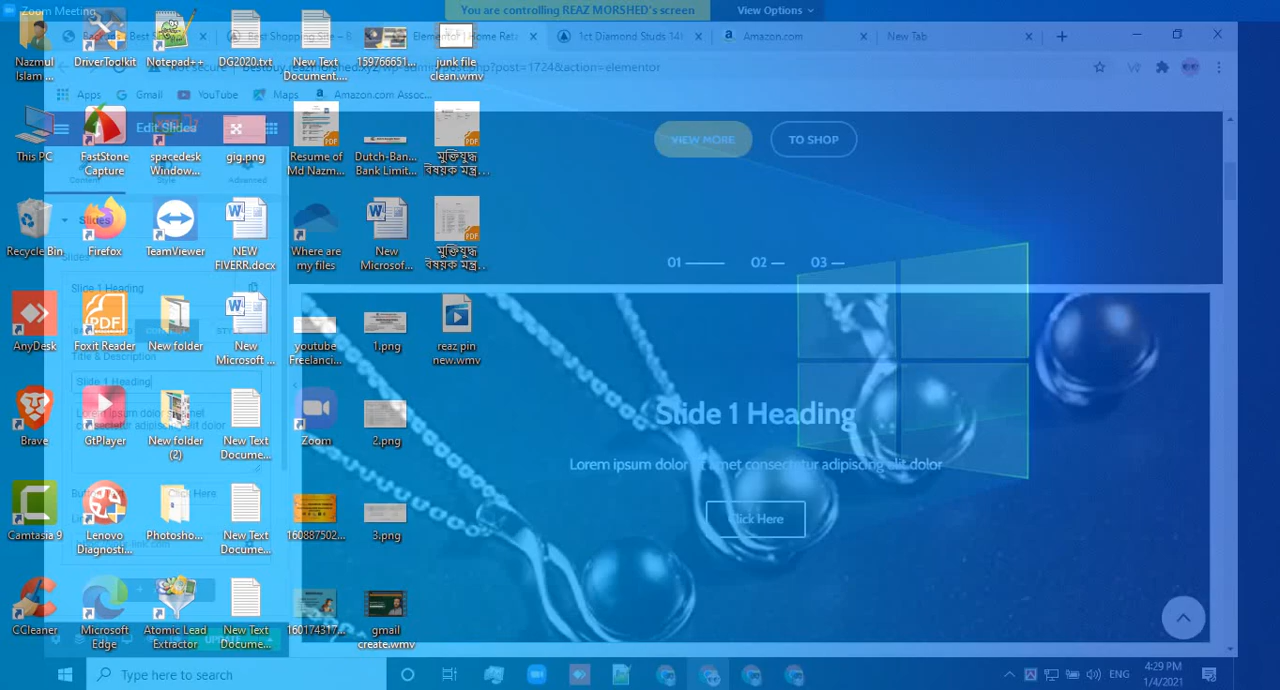 Zoom Meeting
You are controlling REAZ MORSHED's screen
View Options
Best Shopping Site – B
Elementor | Home Reta
1ct Diamond Studs 14
Amazon.com
New Tab
post=1724&action=elementor
Apps
Gmail
YouTube
Maps
Amazon.com Assoc...
Nazmul Islam ...
DriverToolkit
Notepad++
DG2020.txt
New Text Document....
159766651...
junk file clean.wmv
Edit Slides
VIEW MORE
TO SHOP
This PC
FastStone Capture
spacedesk Window...
gig.png
Resume of Md Nazm...
Dutch-Ban... Bank Limit...
মুক্তিযুদ্ধ বিষয়ক মন্ত্র...
Content
Style
Advanced
Slides
Recycle Bin
Firefox
TeamViewer
NEW FIVERR.docx
Where are my files
New Microsof...
মুক্তিযুদ্ধ বিষয়ক মন্ত্র...
Slides
01
02
03
Slide 1 Heading
AnyDesk
Foxit Reader
New folder
New Microsoft ...
youtube Freelanci...
1.png
reaz pin new.wmv
Title & Description
Slide 1 Heading
Lorem ipsum dolor sit amet consectetur adipiscing elit dolor
Brave
GtPlayer
New folder (2)
New Text Docume...
Zoom
2.png
Slide 1 Heading
Lorem ipsum dolor sit amet consectetur adipiscing elit dolor
Click Here
Click Here
Camtasia 9
Lenovo Diagnosti...
Photosho...
New Text Docume...
160887502...
3.png
CCleaner
Microsoft Edge
Atomic Lead Extractor
New Text Docume...
160174317...
gmail create.wmv
UPDATE
Type here to search
ENG
4:29 PM
1/4/2021